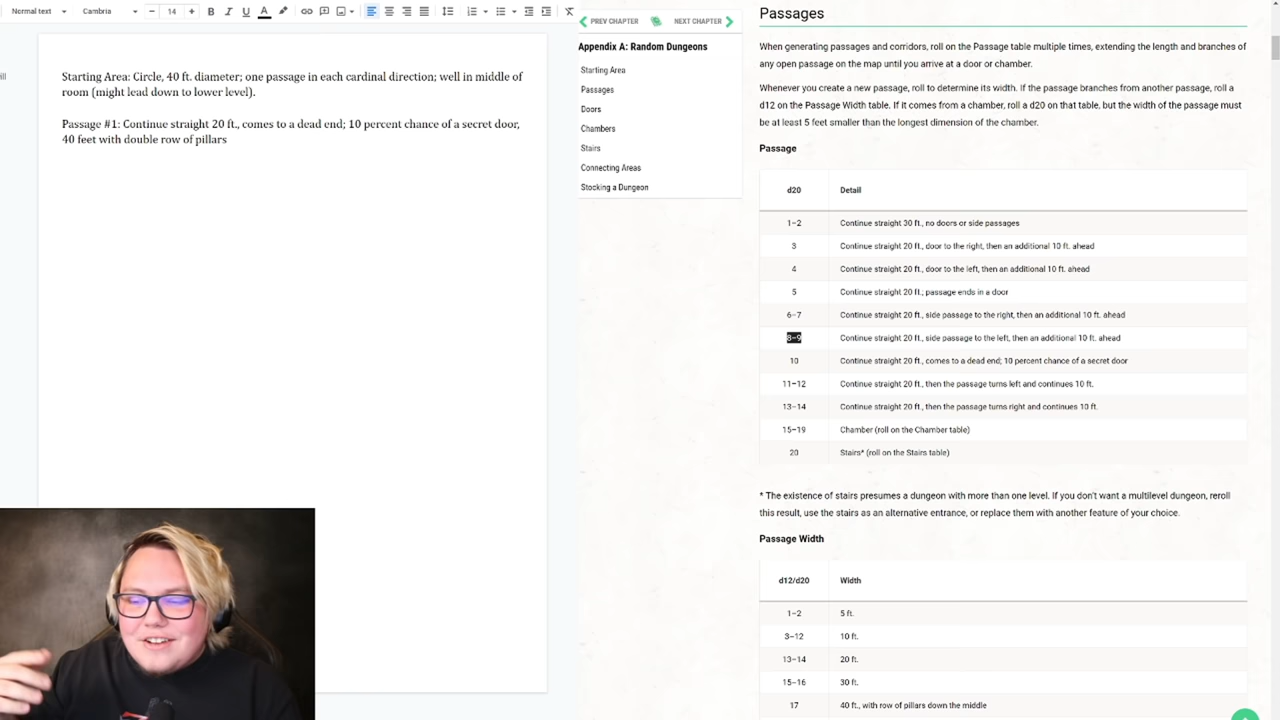 Normal text
Cambria
14
B I U A
Starting Area: Circle, 40 ft. diameter; one passage in each cardinal direction; well in middle of
room (might lead down to lower level).
Passage #1: Continue straight 20 ft., comes to a dead end; 10 percent chance of a secret door,
40 feet with double row of pillars
PREV CHAPTER
NEXT CHAPTER
Appendix A: Random Dungeons
Starting Area
Passages
Doors
Chambers
Stairs
Connecting Areas
Stocking a Dungeon
Passages
When generating passages and corridors, roll on the Passage table multiple times, extending the length and branches of
any open passage on the map until you arrive at a door or chamber.
Whenever you create a new passage, roll to determine its width. If the passage branches from another passage, roll a
d12 on the Passage Width table. If it comes from a chamber, roll a d20 on that table, but the width of the passage must
be at least 5 feet smaller than the longest dimension of the chamber.
Passage
d20 Detail
1–2 Continue straight 30 ft., no doors or side passages
3 Continue straight 20 ft., door to the right, then an additional 10 ft. ahead
4 Continue straight 20 ft., door to the left, then an additional 10 ft. ahead
5 Continue straight 20 ft.; passage ends in a door
6–7 Continue straight 20 ft., side passage to the right, then an additional 10 ft. ahead
8–9 Continue straight 20 ft., side passage to the left, then an additional 10 ft. ahead
10 Continue straight 20 ft., comes to a dead end; 10 percent chance of a secret door
11–12 Continue straight 20 ft., then the passage turns left and continues 10 ft.
13–14 Continue straight 20 ft., then the passage turns right and continues 10 ft.
15–19 Chamber (roll on the Chamber table)
20 Stairs* (roll on the Stairs table)
* The existence of stairs presumes a dungeon with more than one level. If you don't want a multilevel dungeon, reroll
this result, use the stairs as an alternative entrance, or replace them with another feature of your choice.
Passage Width
d12/d20 Width
1–2 5 ft.
3–12 10 ft.
13–14 20 ft.
15–16 30 ft.
17 40 ft., with row of pillars down the middle